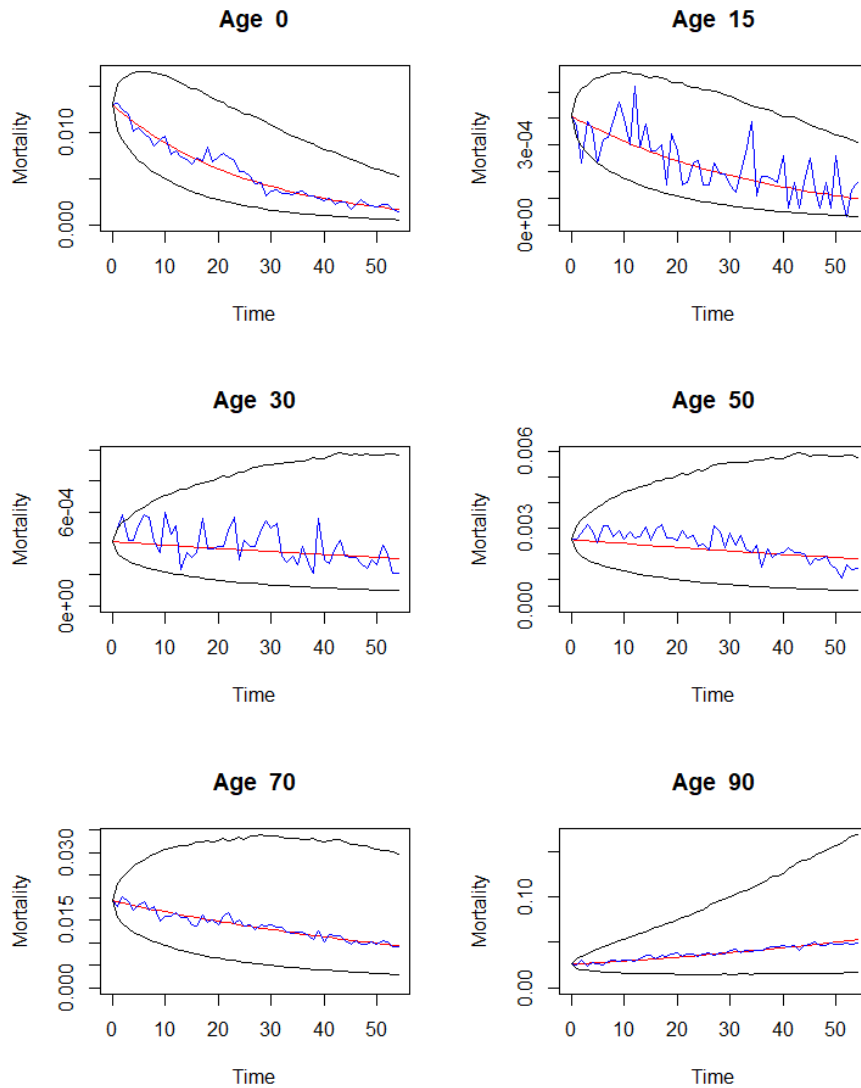 Age 0
Mortality
0.000
0.010
0 10 20 30 40 50
Time
Age 15
Mortality
0e+00
3e-04
0 10 20 30 40 50
Time
Age 30
Mortality
0e+00
6e-04
0 10 20 30 40 50
Time
Age 50
Mortality
0.000
0.003
0.006
0 10 20 30 40 50
Time
Age 70
Mortality
0.000
0.015
0.030
0 10 20 30 40 50
Time
Age 90
Mortality
0.00
0.10
0 10 20 30 40 50
Time